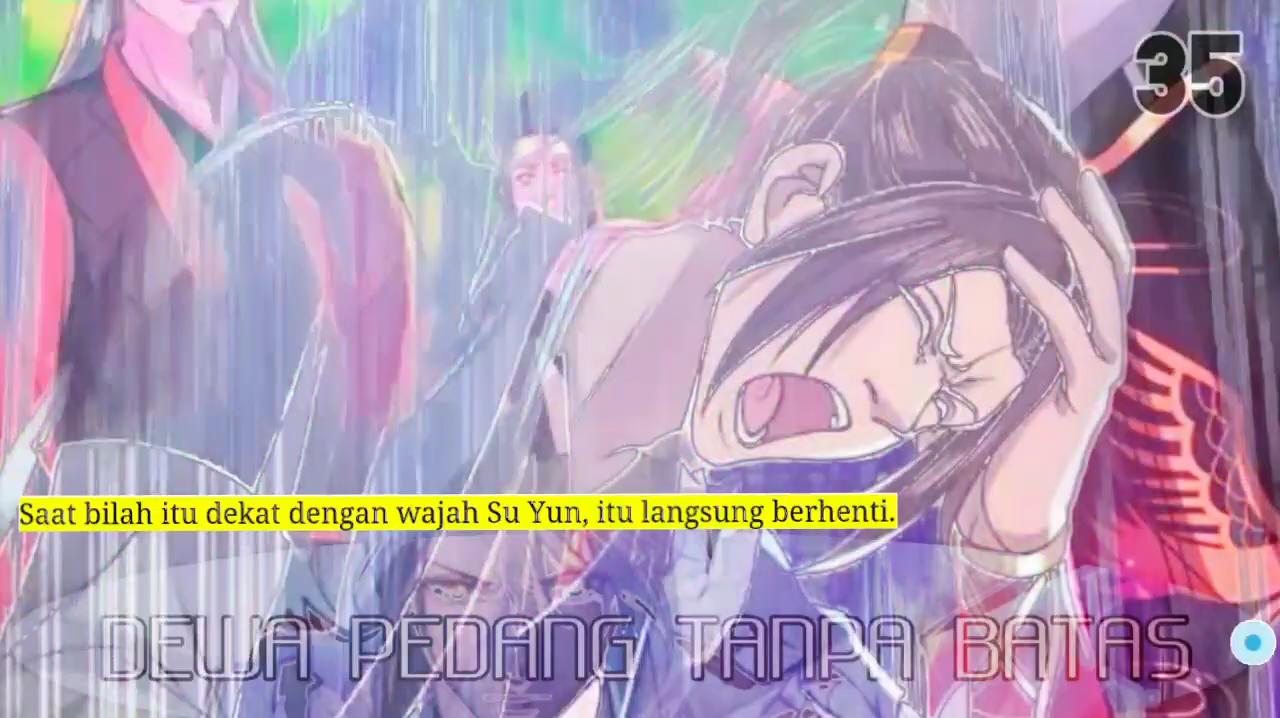 35
Saat bilah itu dekat dengan wajah Su Yun, itu langsung berhenti.
DEWA PEDANG TANPA BATAS